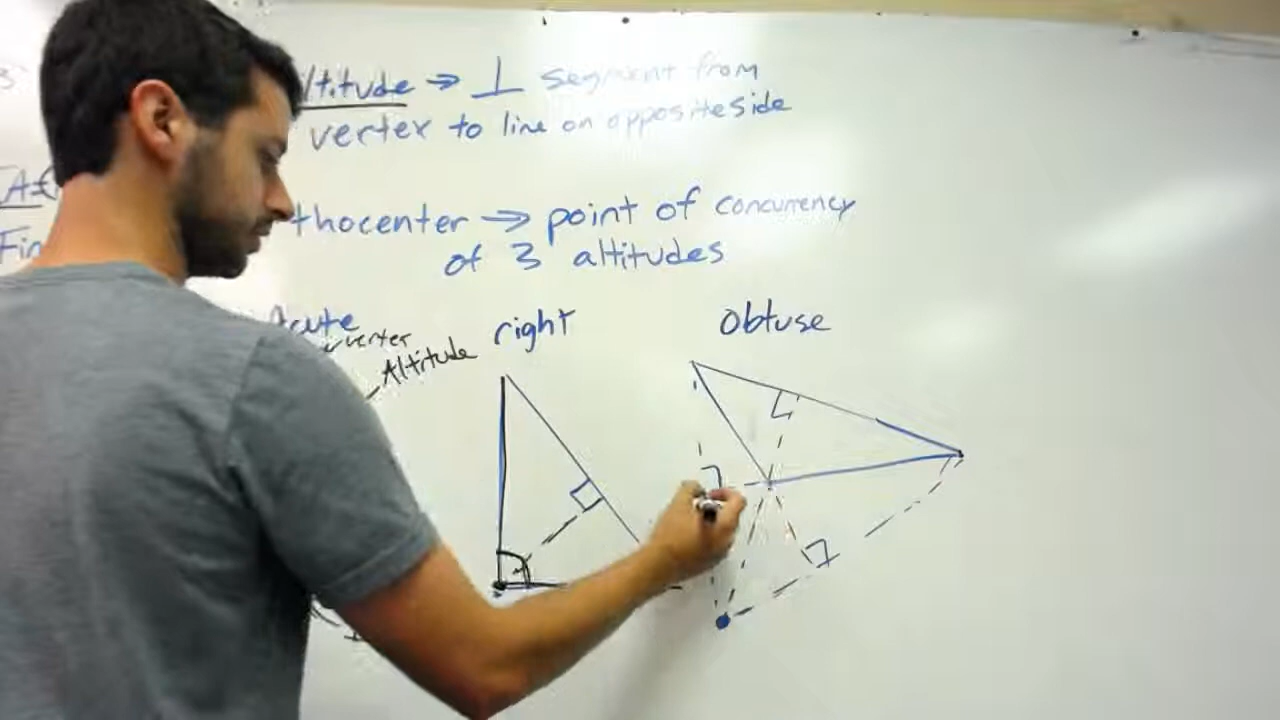 ltitude → ⊥ segment from
vertex to line on opposite side
thocenter → point of concurrency
of 3 altitudes
Acute right Obtuse
Altitude